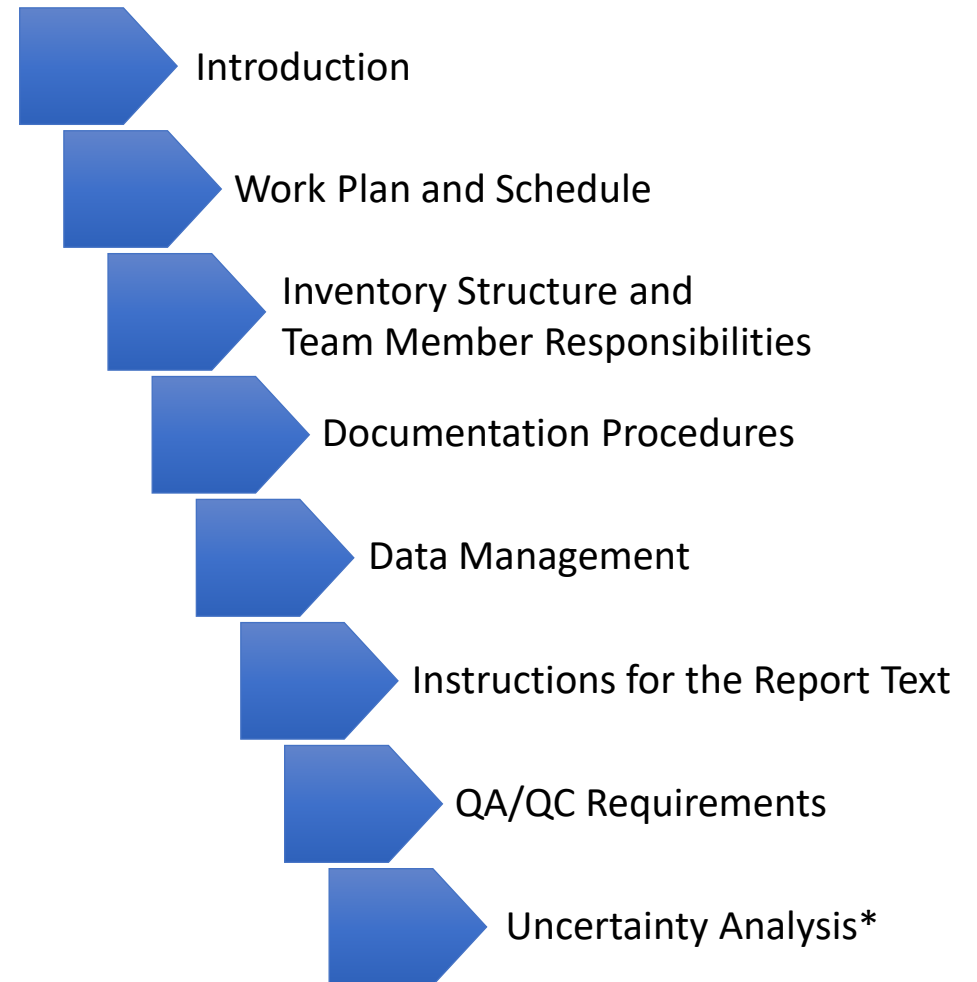 Introduction
Work Plan and Schedule
Inventory Structure and
Team Member Responsibilities
Documentation Procedures
Data Management
Instructions for the Report Text
QA/QC Requirements
Uncertainty Analysis*